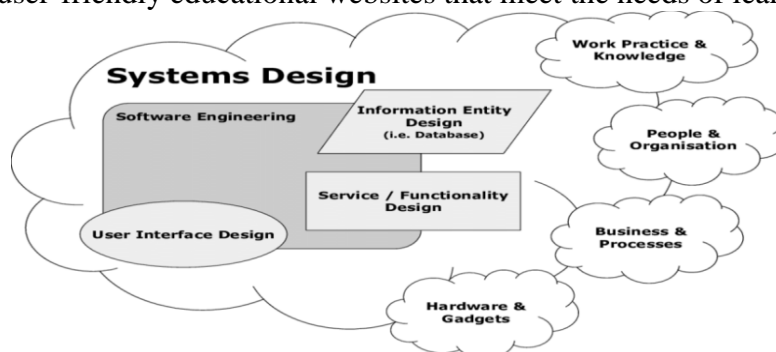 user-friendly educational websites that meet the needs of
Systems Design
Software Engineering
Information Entity
Design
(i.e. Database)
Service / Functionality
Design
User Interface Design
Work Practice &
Knowledge
People &
Organisation
Business &
Processes
Hardware &
Gadgets